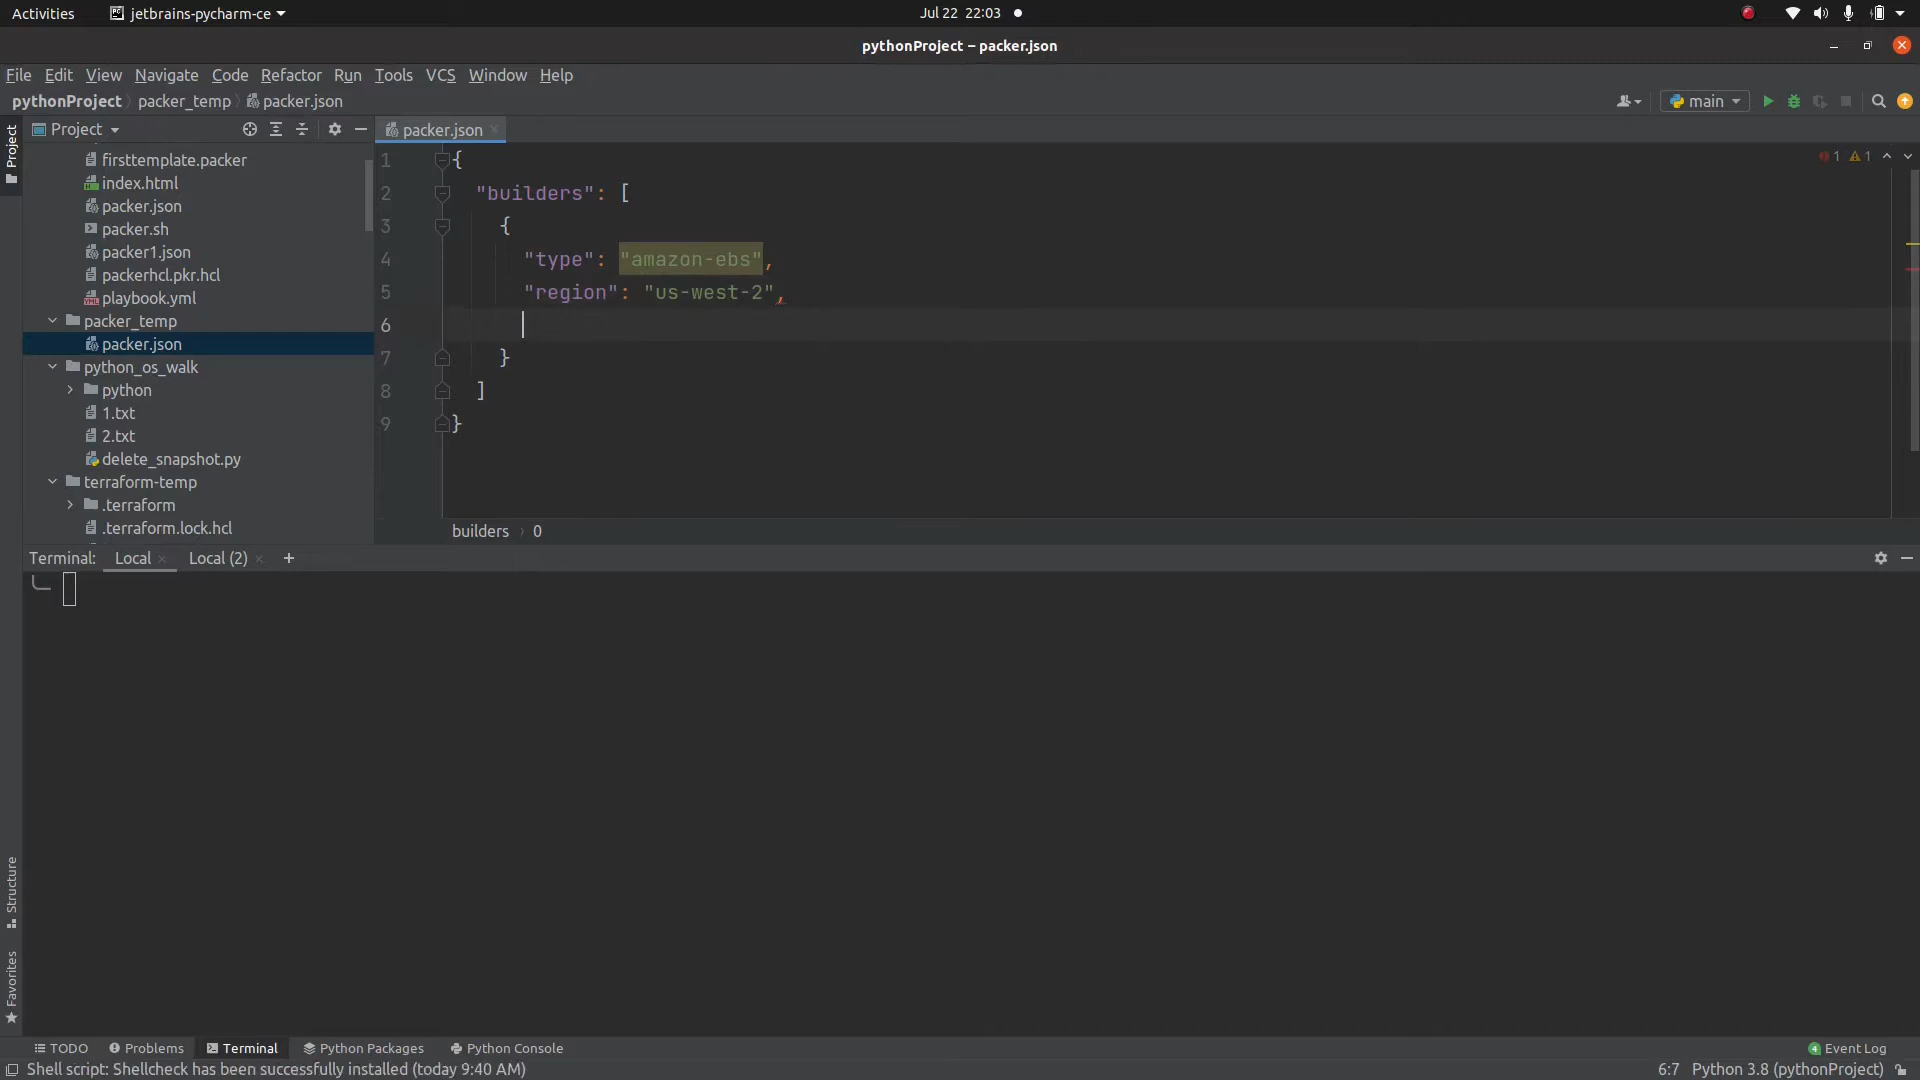 Activities jetbrains-pycharm-ce Jul 22 22:03
pythonProject – packer.json
File Edit View Navigate Code Refactor Run Tools VCS Window Help
pythonProject packer_temp packer.json main
Project Project packer.json
firsttemplate.packer
index.html
packer.json
packer.sh
packer1.json
packerhcl.pkr.hcl
playbook.yml
packer_temp
packer.json
python_os_walk
python
1.txt
2.txt
delete_snapshot.py
terraform-temp
.terraform
.terraform.lock.hcl
1 { 1 1
2 "builders": [
3 {
4 "type": "amazon-ebs",
5 "region": "us-west-2",
6
7 }
8 ]
9 }
builders › 0
Terminal: Local Local (2) +
Structure
Favorites
TODO Problems Terminal Python Packages Python Console 4 Event Log
Shell script: Shellcheck has been successfully installed (today 9:40 AM) 6:7 Python 3.8 (pythonProject)